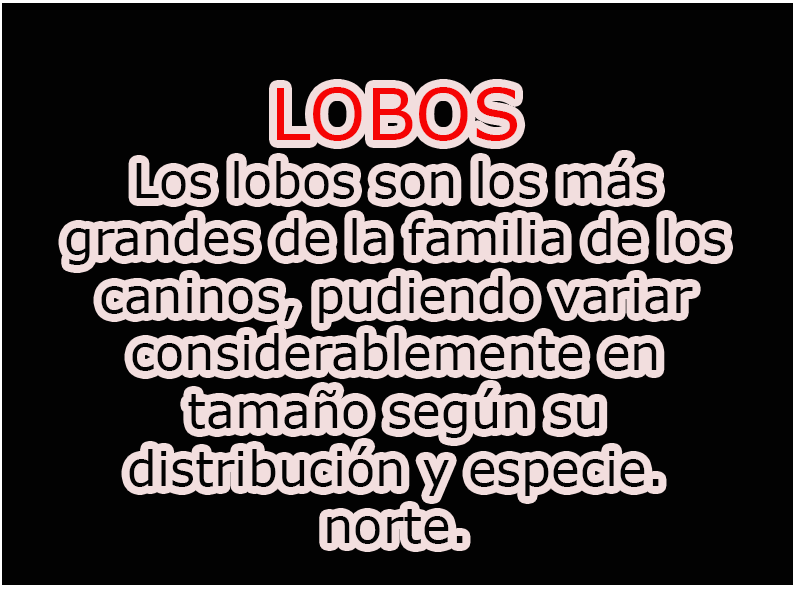 LOBOS
Los lobos son los más
grandes de la familia de los
caninos, pudiendo variar
considerablemente en
tamaño según su
distribución y especie.
norte.